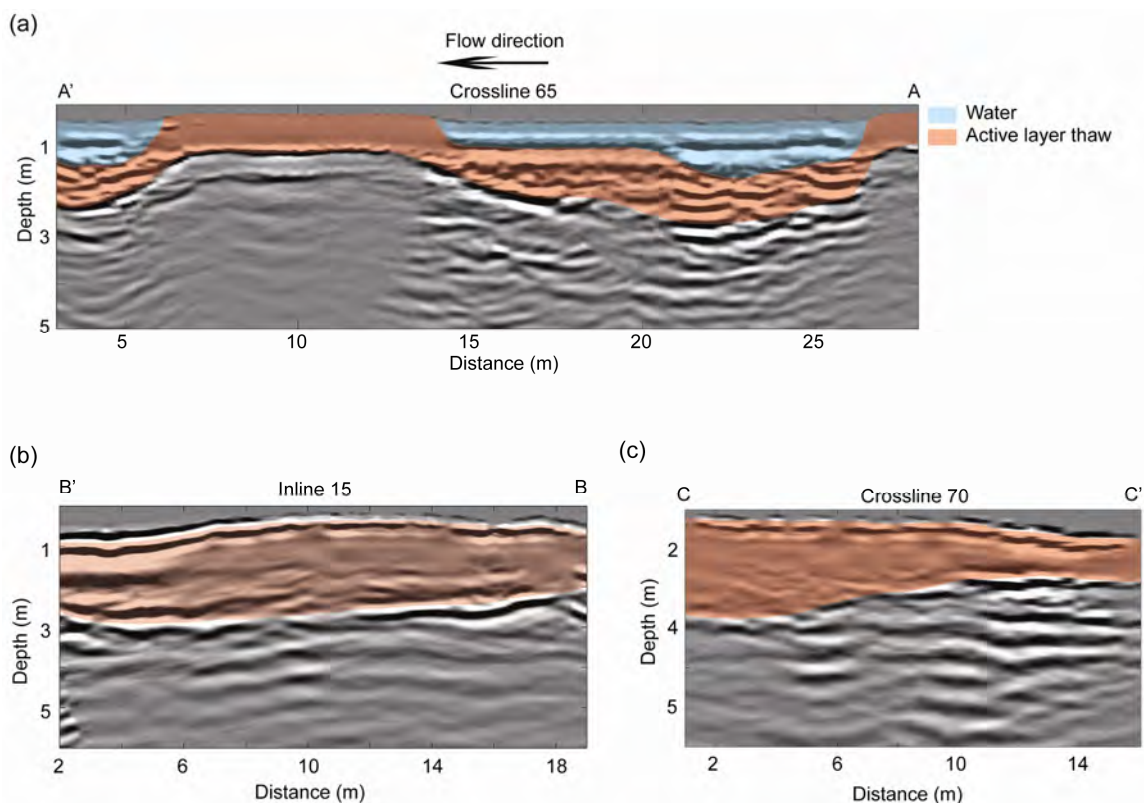 (a)
Flow direction
A' Crossline 65 A
Water
Active layer thaw
1
3
5
Depth (m)
5 10 15 20 25
Distance (m)
(b)
B' Inline 15 B
1
3
5
Depth (m)
2 6 10 14 18
Distance (m)
(c)
C Crossline 70 C'
2
4
5
Depth (m)
2 6 10 14
Distance (m)